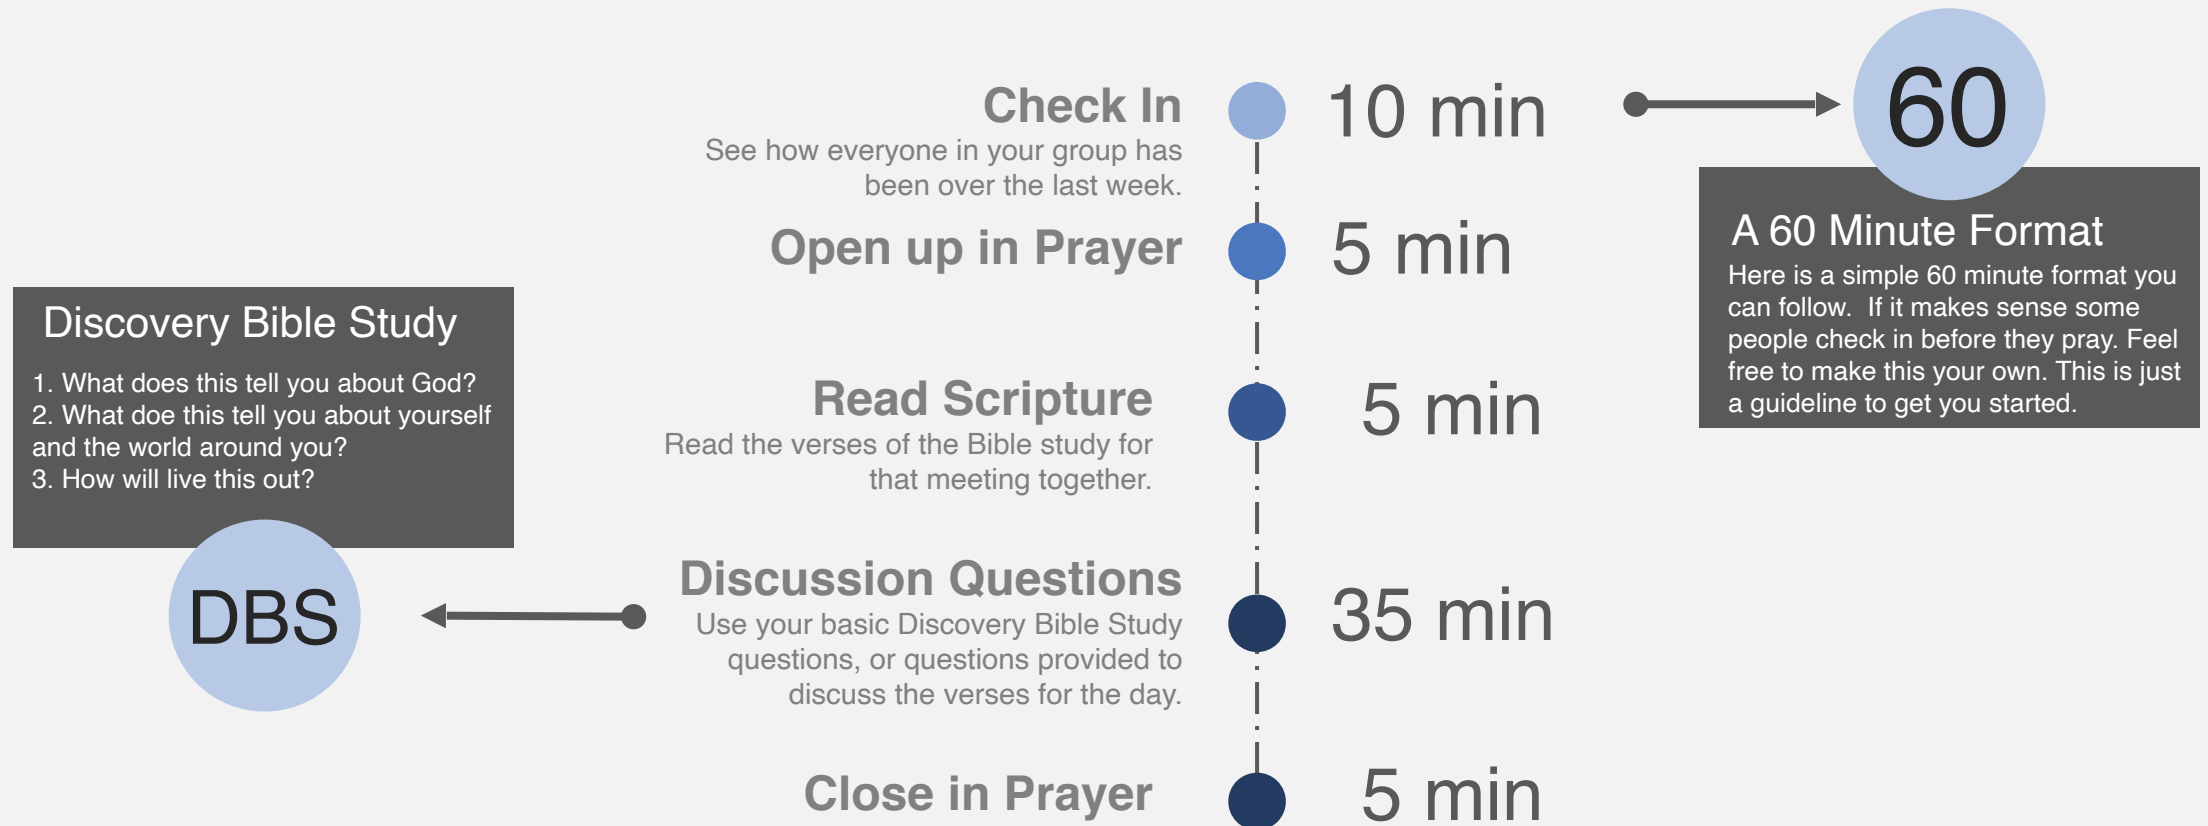 Check In
See how everyone in your group has
been over the last week.
10 min
60
A 60 Minute Format
Here is a simple 60 minute format you
can follow.  If it makes sense some
people check in before they pray. Feel
free to make this your own. This is just
a guideline to get you started.
Open up in Prayer
5 min
Discovery Bible Study
1. What does this tell you about God?
2. What doe this tell you about yourself
and the world around you?
3. How will live this out?
DBS
Read Scripture
Read the verses of the Bible study for
that meeting together.
5 min
Discussion Questions
Use your basic Discovery Bible Study
questions, or questions provided to
discuss the verses for the day.
35 min
Close in Prayer
5 min